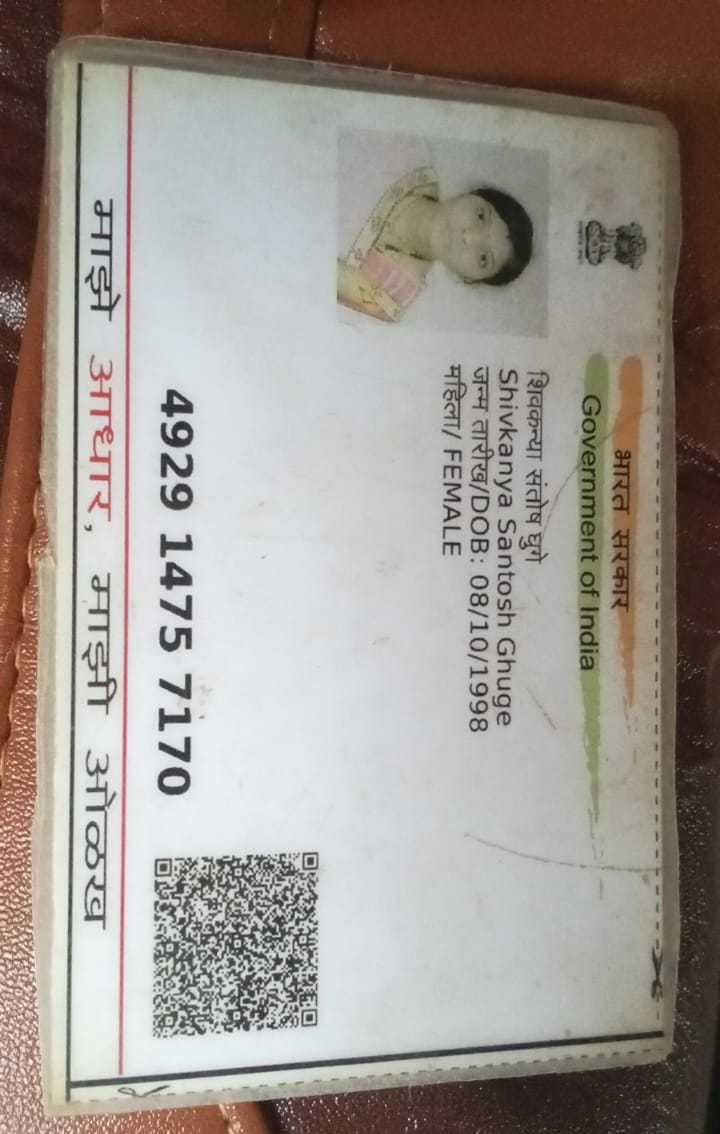 भारत सरकार
Government of India
शिवकन्या संतोष घुगे
Shivkanya Santosh Ghuge
जन्म तारीख/DOB: 08/10/1998
महिला/ FEMALE
4929 1475 7170
माझे आधार, माझी ओळख